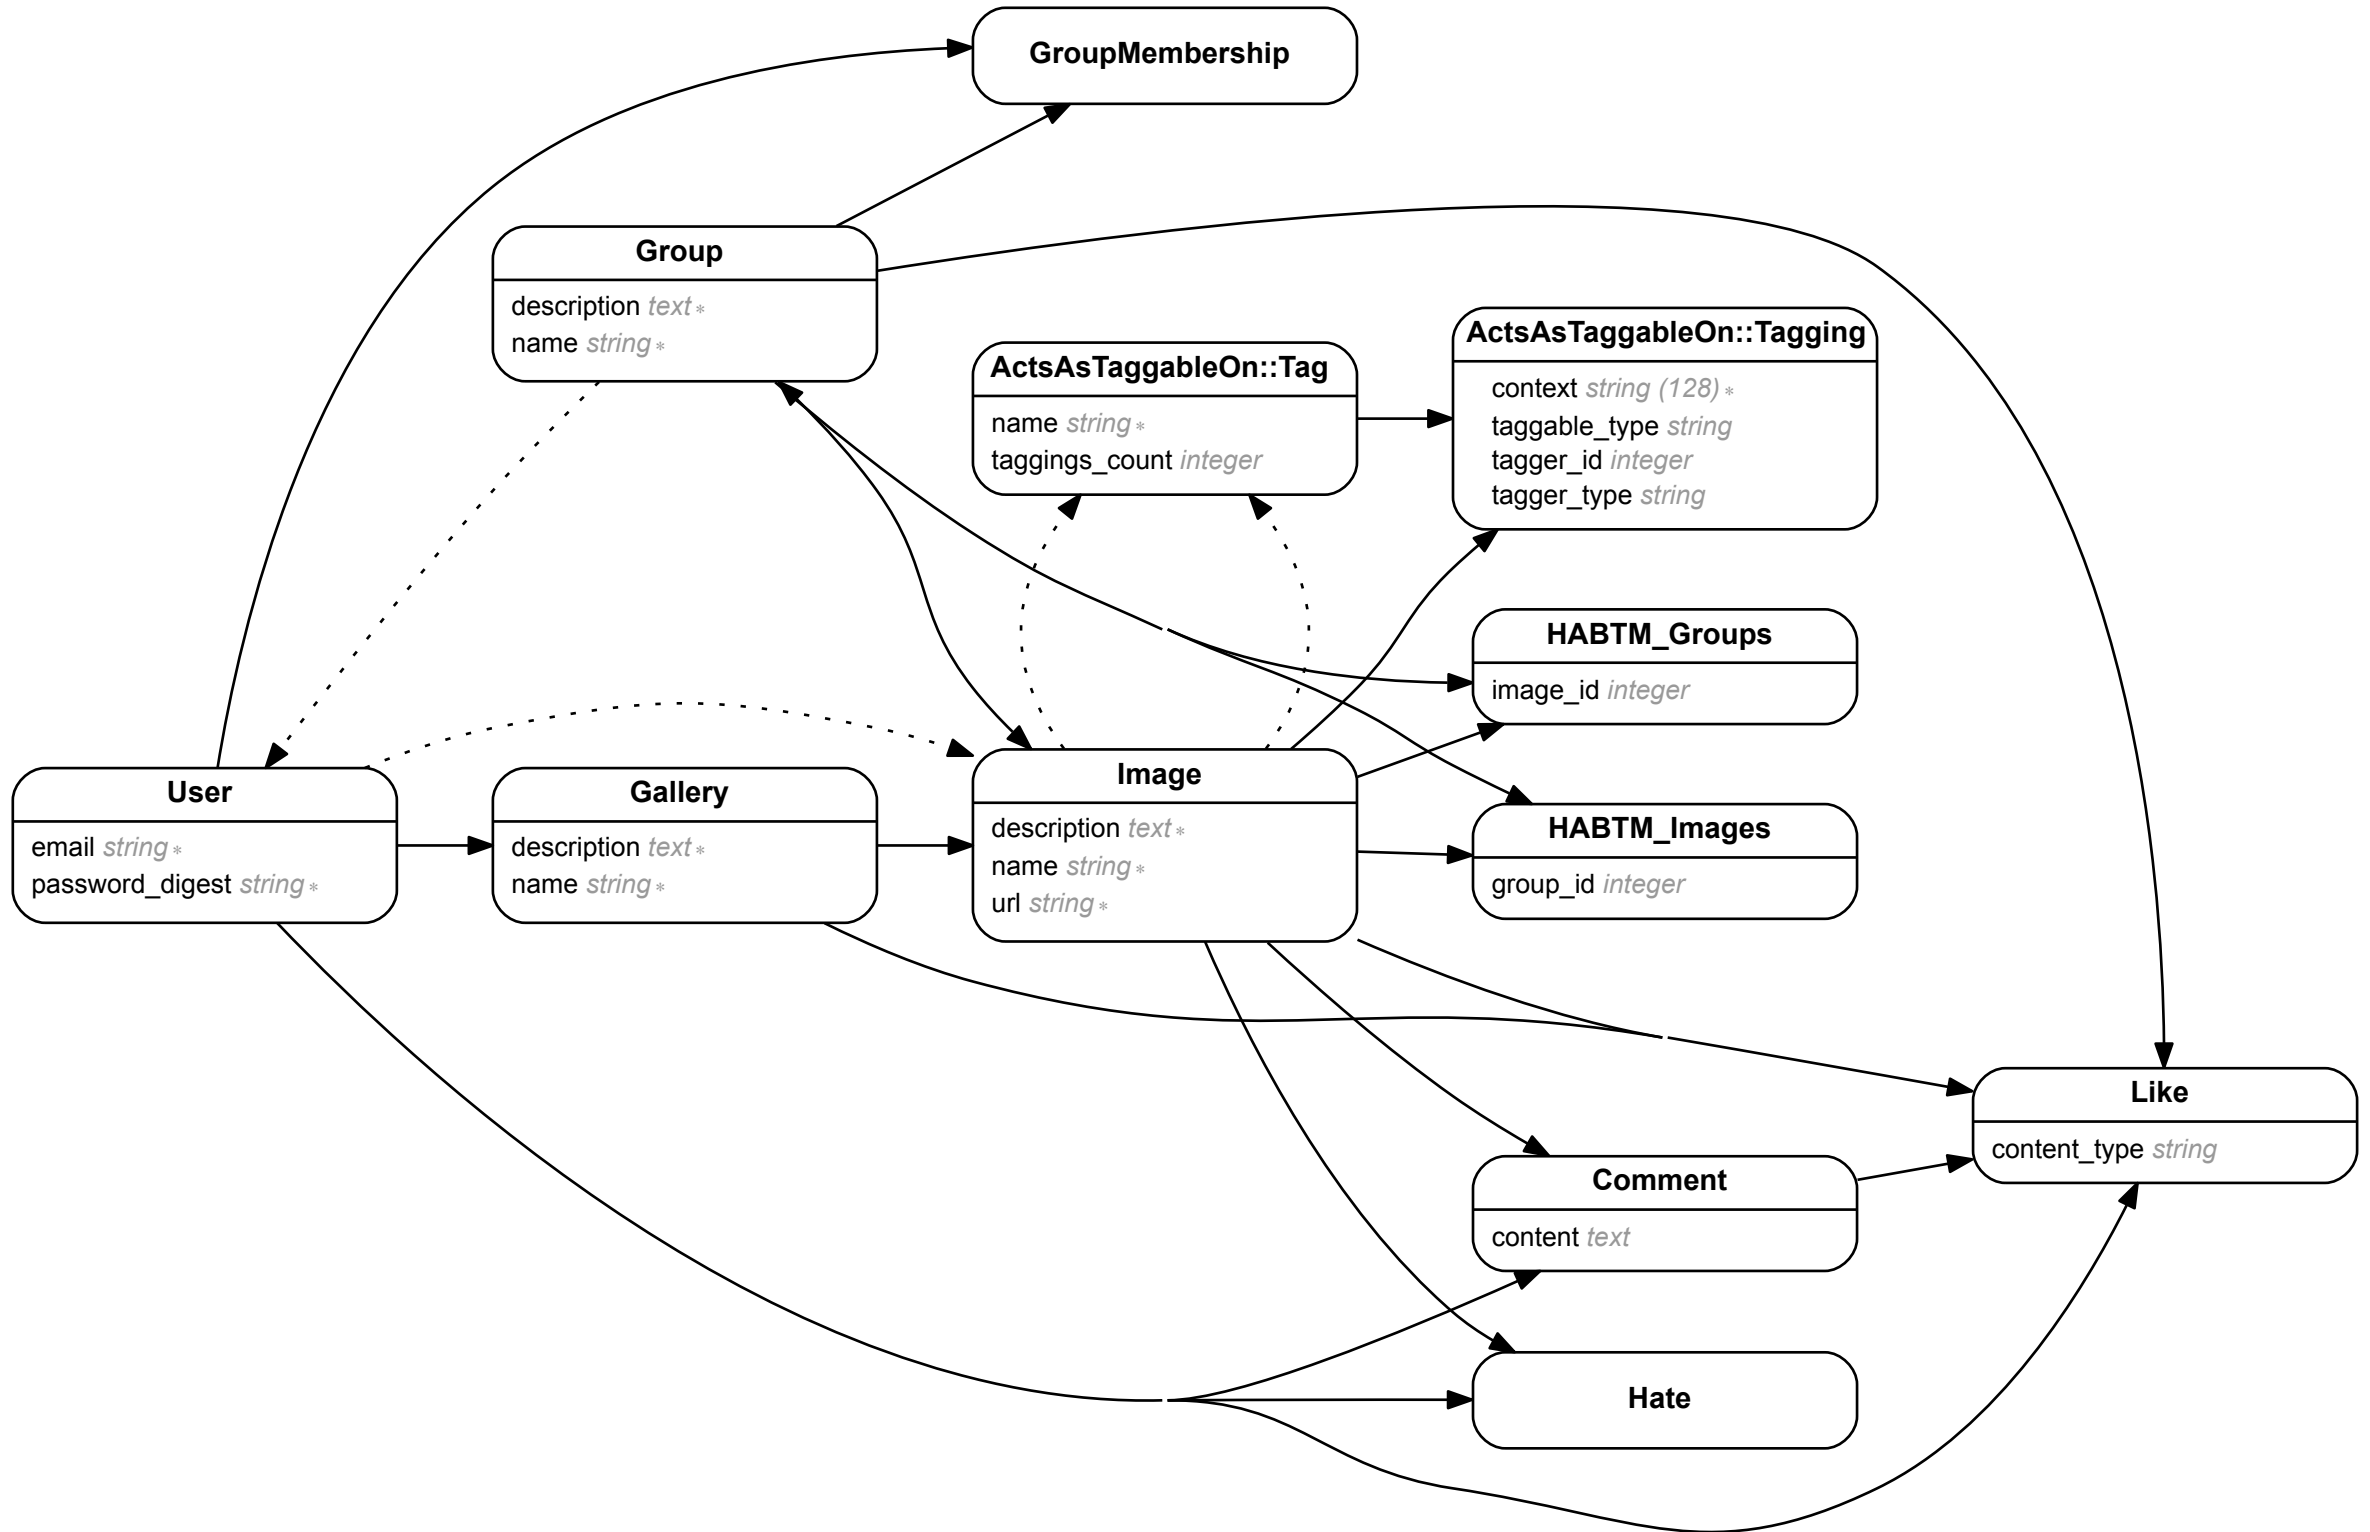 GroupMembership
Group
description text*
name string*
ActsAsTaggableOn::Tag
name string*
taggings_count integer
ActsAsTaggableOn::Tagging
context string (128)*
taggable_type string
tagger_id integer
tagger_type string
HABTM_Groups
image_id integer
User
email string*
password_digest string*
Gallery
description text*
name string*
Image
description text*
name string*
url string*
HABTM_Images
group_id integer
Like
content_type string
Comment
content text
Hate